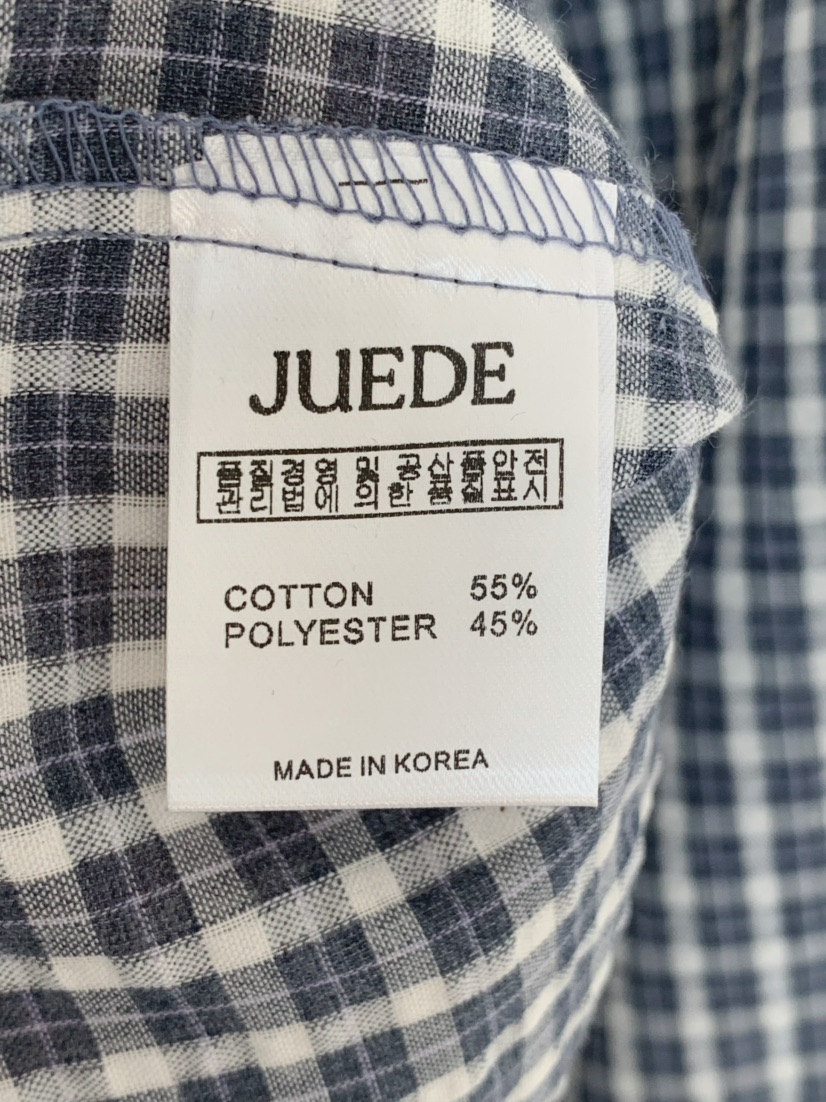 JUEDE
품질경영 및 공산품안전
관리법에 의한 품질표시
COTTON 55%
POLYESTER 45%
MADE IN KOREA